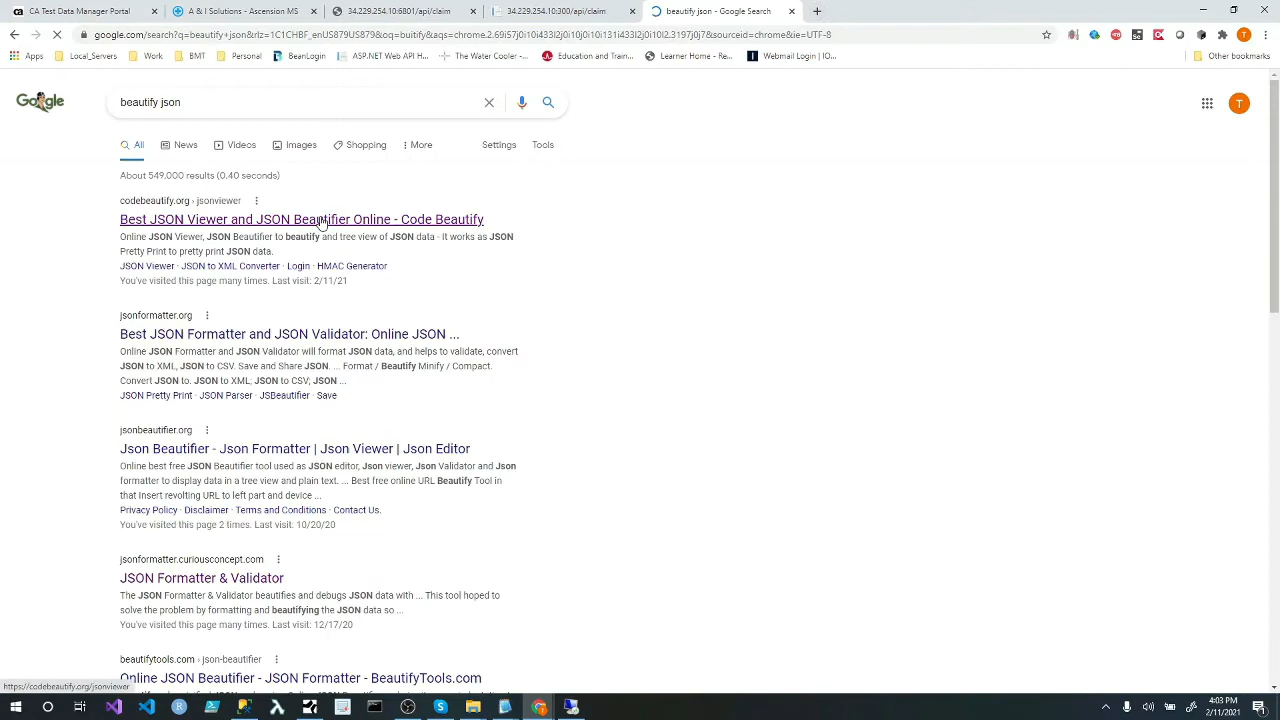 CA Test Data Manager
A & I Solutions - Ascension MS
34.229.254.10:6801/api/claim
34.229.254.10:300/api/claim
beautify json - Google Search
google.com/search?q=beautify+json&rlz=1C1CHBF_enUS879US879&oq=butify&aqs=chrome.2.69i57j0i10i433l2j0i10j0i10i131i433l2j0i10l2.3197j0j7&sourceid=chrome&ie=UTF-8
Apps
Local_Servers
Work
BMT
Personal
BeanLogin
ASP.NET Web API H...
The Water Cooler -...
Education and Train...
Learner Home - Re...
Webmail Login | IO...
Other bookmarks
Google
beautify json
T
All
News
Videos
Images
Shopping
More
Settings
Tools
About 549,000 results (0.40 seconds)
codebeautify.org › jsonviewer
Best JSON Viewer and JSON Beautifier Online - Code Beautify
Online JSON Viewer, JSON Beautifier to beautify and tree view of JSON data - It works as JSON
Pretty Print to pretty print JSON data.
JSON Viewer · JSON to XML Converter · Login · HMAC Generator
You've visited this page many times. Last visit: 2/11/21
jsonformatter.org
Best JSON Formatter and JSON Validator: Online JSON ...
Online JSON Formatter and JSON Validator will format JSON data, and helps to validate, convert
JSON to XML, JSON to CSV. Save and Share JSON. ... Format / Beautify Minify / Compact.
Convert JSON to. JSON to XML; JSON to CSV; JSON ...
JSON Pretty Print · JSON Parser · JSBeautifier · Save
jsonbeautifier.org
Json Beautifier - Json Formatter | Json Viewer | Json Editor
Online best free JSON Beautifier tool used as JSON editor, Json viewer, Json Validator and Json
formatter to display data in a tree view and plain text. ... Best free online URL Beautify Tool in
that Insert revolting URL to left part and device ...
Privacy Policy · Disclaimer · Terms and Conditions · Contact Us.
You've visited this page 2 times. Last visit: 10/20/20
jsonformatter.curiousconcept.com
JSON Formatter & Validator
The JSON Formatter & Validator beautifies and debugs JSON data with ... This tool hoped to
solve the problem by formatting and beautifying the JSON data so ...
You've visited this page many times. Last visit: 12/17/20
beautifytools.com › json-beautifier
Online JSON Beautifier - JSON Formatter - BeautyTools.com
https://codebeautify.org/jsonviewer
4:03 PM
2/11/2021